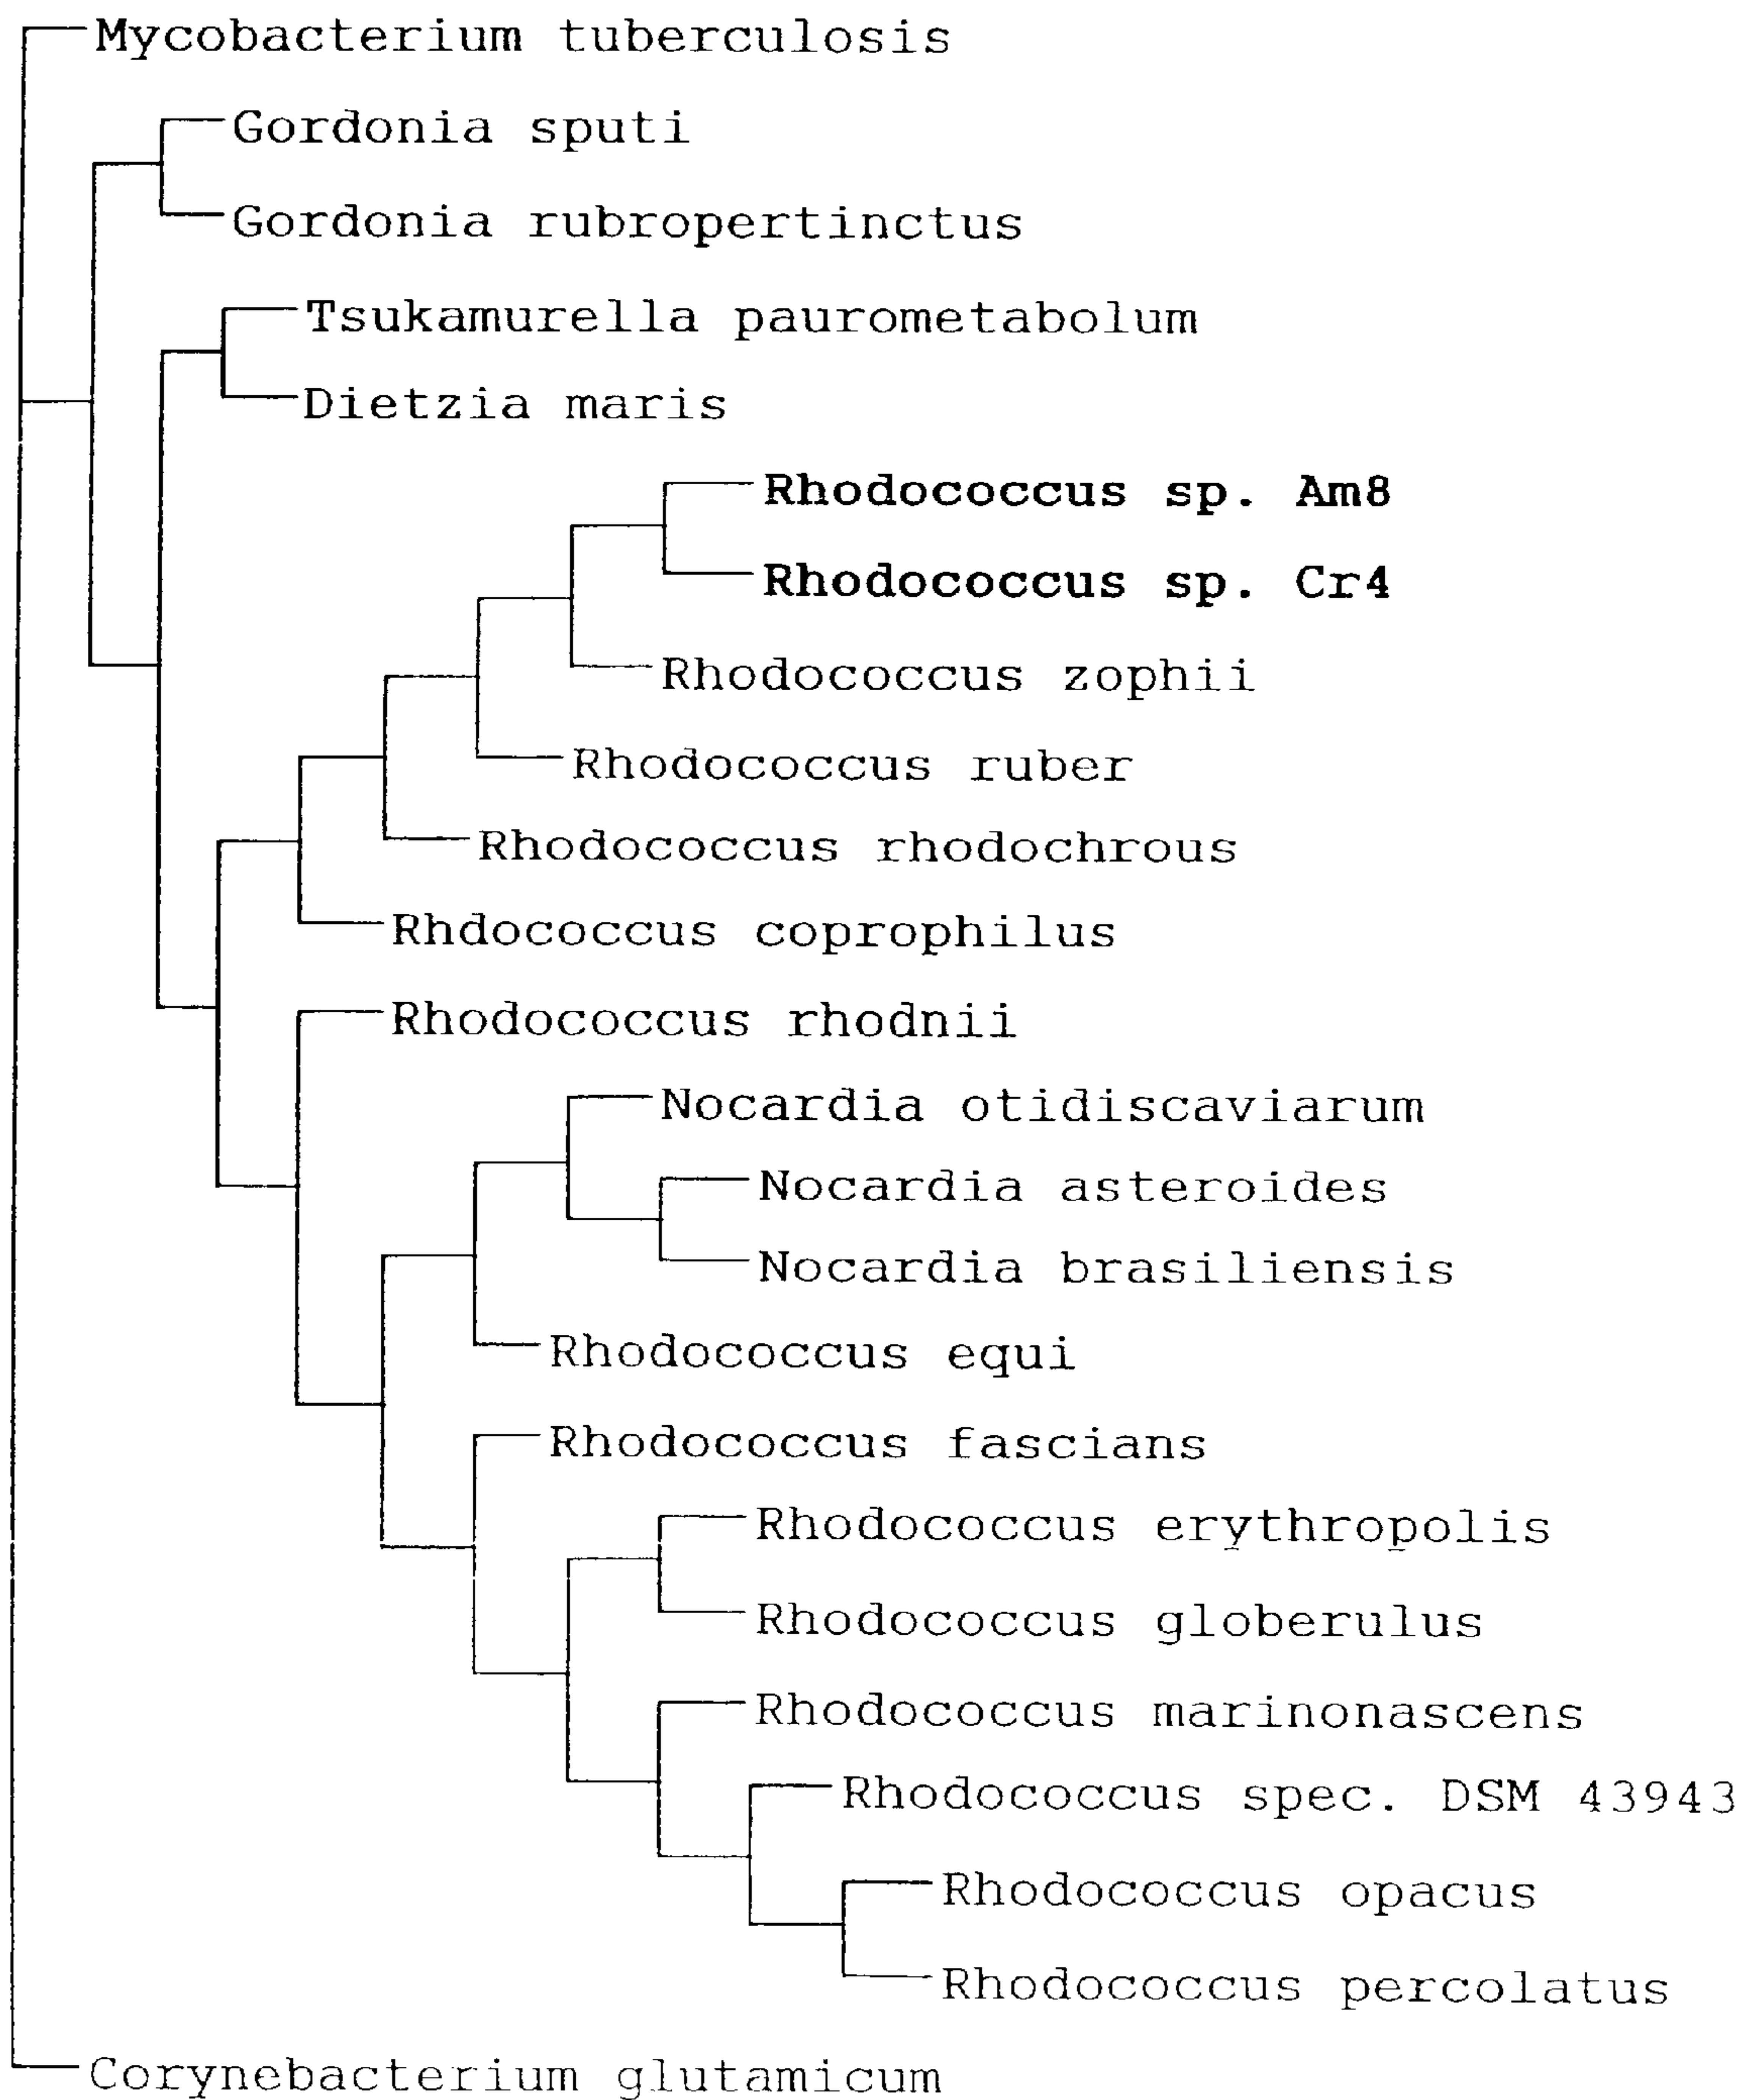 Mycobacterium tuberculosis
Gordonia sputi
Gordonia rubropertinctus
Tsukamurella paurometabolum
Dietzia maris
Rhodococcus sp. Am8
Rhodococcus sp. Cr4
Rhodococcus zophii
Rhodococcus ruber
Rhodococcus rhodochrous
Rhdococcus coprophilus
Rhodococcus rhodnii
Nocardia otidiscaviarum
Nocardia asteroides
Nocardia brasiliensis
Rhodococcus equi
Rhodococcus fascians
Rhodococcus erythropolis
Rhodococcus globerulus
Rhodococcus marinonascens
Rhodococcus spec. DSM 43943
Rhodococcus opacus
Rhodococcus percolatus
Corynebacterium glutamicum